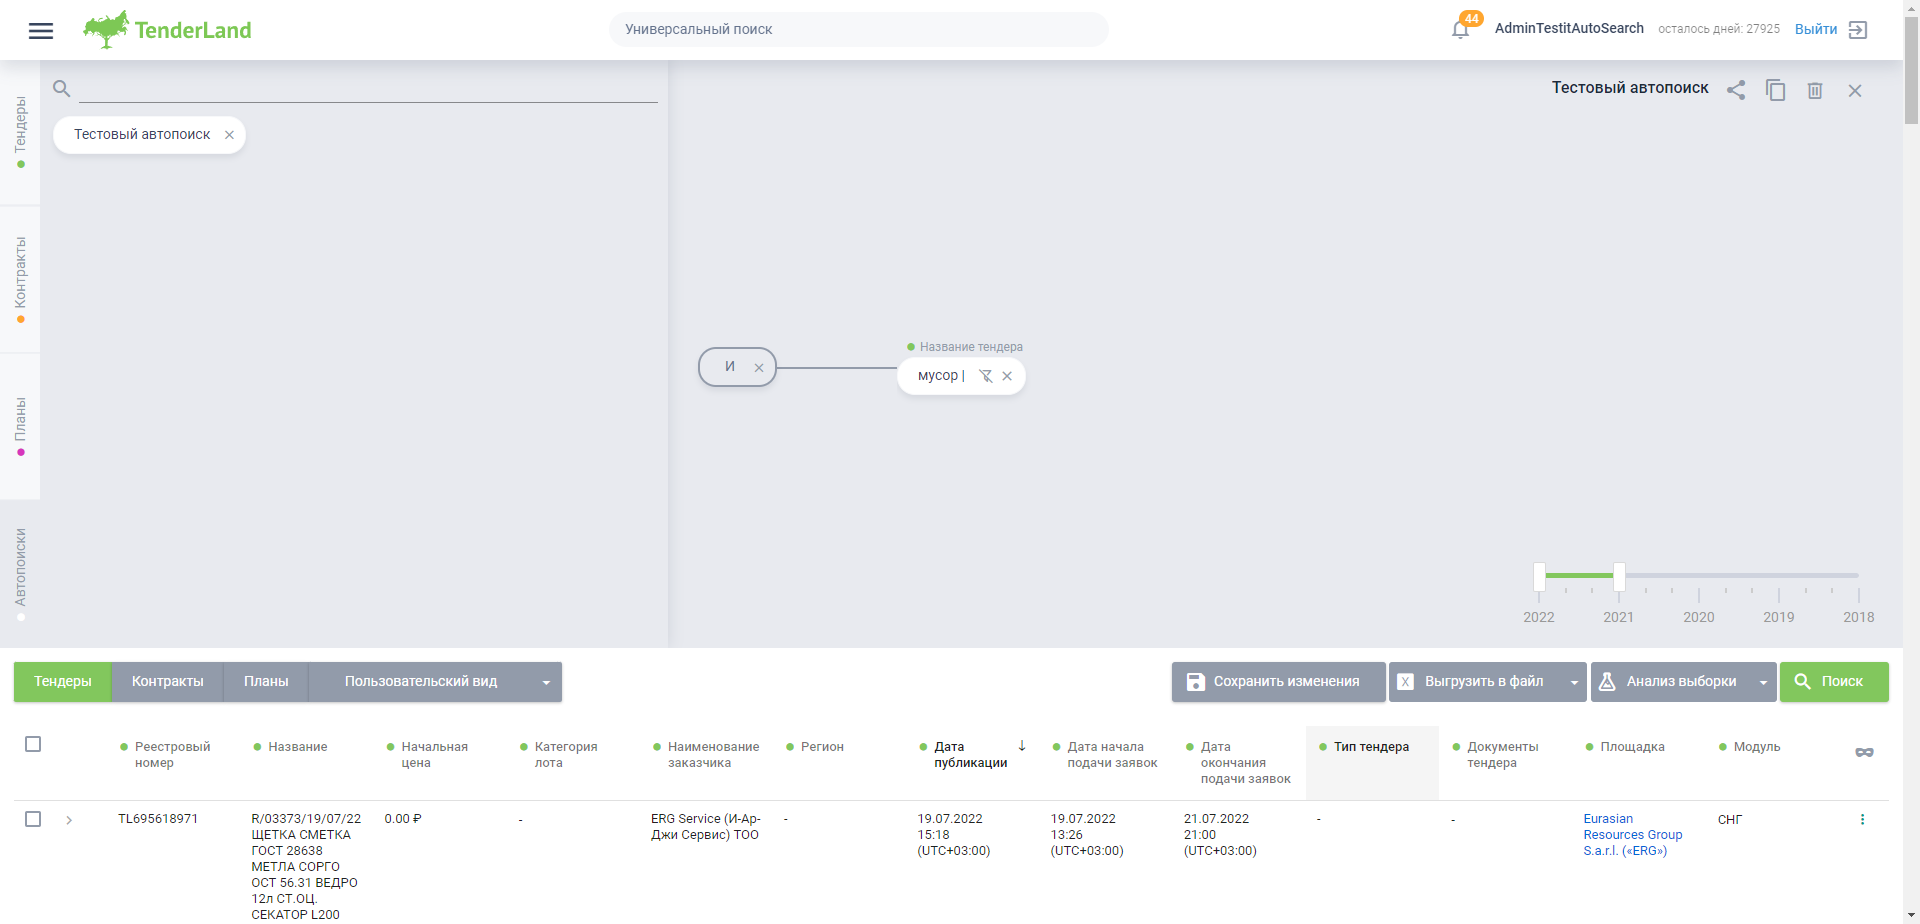 TenderLand
Универсальный поиск
44
AdminTestitAutoSearch
осталось дней: 27925
Выйти
Тендеры
Контракты
Планы
Автопоиски
Тестовый автопоиск
Тестовый автопоиск
И
Название тендера
мусор |
2022
2021
2020
2019
2018
Тендеры
Контракты
Планы
Пользовательский вид
Сохранить изменения
X
Выгрузить в файл
Анализ выборки
Поиск
Реестровый
номер
Название
Начальная
цена
Категория
лота
Наименование
заказчика
Регион
Дата
публикации
Дата начала
подачи заявок
Дата
окончания
подачи заявок
Тип тендера
Документы
тендера
Площадка
Модуль
TL695618971
R/03373/19/07/22
ЩЕТКА СМЕТКА
ГОСТ 28638
МЕТЛА СОРГО
ОСТ 56.31 ВЕДРО
12л СТ.ОЦ.
СЕКАТОР L200
0.00 ₽
-
ERG Service (И-Ар-
Джи Сервис) ТОО
-
19.07.2022
15:18
(UTC+03:00)
19.07.2022
13:26
(UTC+03:00)
21.07.2022
21:00
(UTC+03:00)
-
-
Eurasian
Resources Group
S.a.r.l. («ERG»)
СНГ